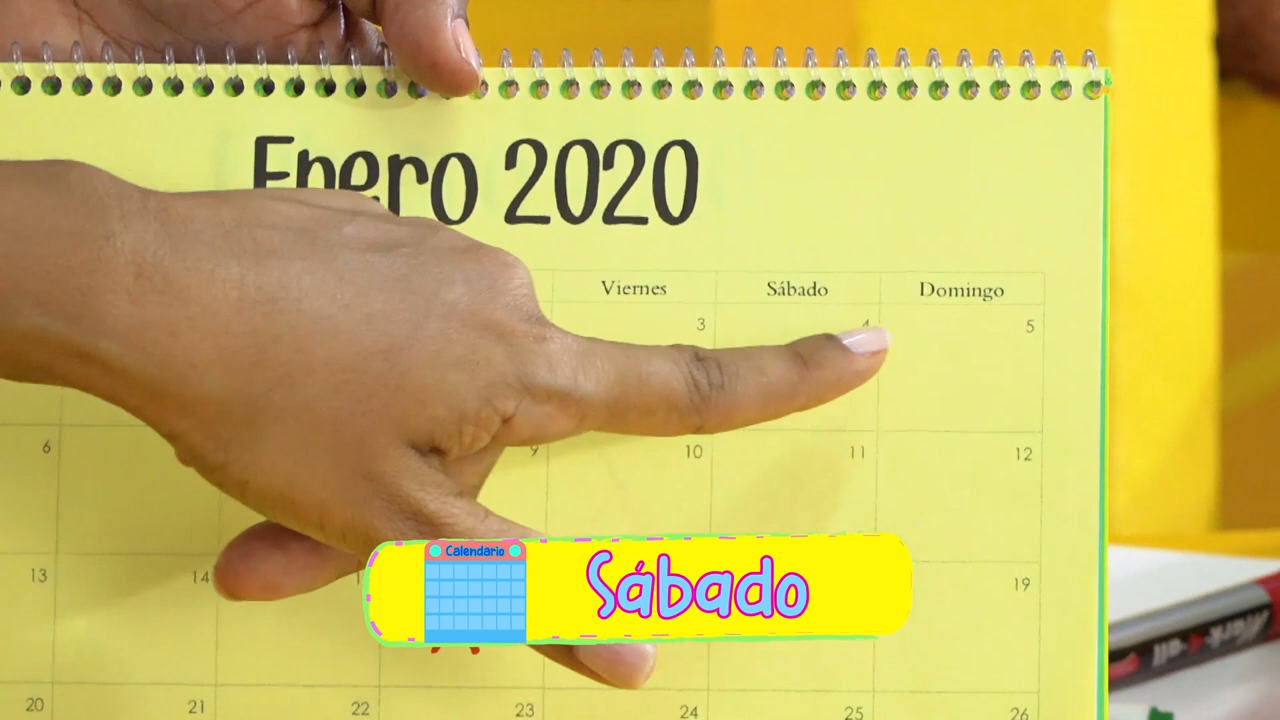 Enero 2020
Viernes Sábado Domingo
3 4 5
6 9 10 11 12
Calendario
Sábado
13 14 19
20 21 22 23 24 25 26